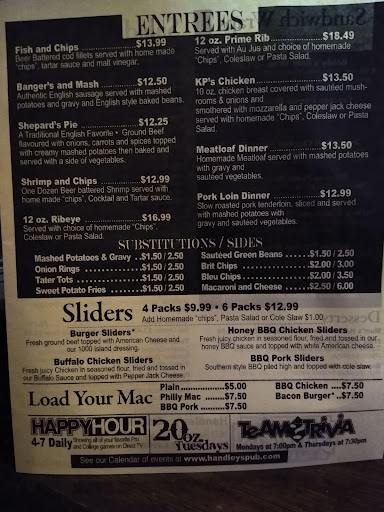 ENTREES
Fish and Chips ...................$13.99
Beer Battered cod fillets served with home made
"chips", tartar sauce and malt vinegar.
Banger's and Mash ..........$12.50
Authentic English sausage served with mashed
potatoes and gravy and English style baked beans.
Shepard's Pie ..................$12.25
A Traditional English Favorite • Ground Beef
flavoured with onions, carrots and spices topped
with creamy mashed potatoes then baked and
served with a side of vegetables.
Shrimp and Chips ..............$12.99
One Dozen Beer battered Shrimp served with
home made "chips", Cocktail and Tartar sauce.
12 oz. Ribeye ....................$16.99
Served with choice of homemade "Chips",
Coleslaw or Pasta Salad.
12 oz. Prime Rib..................$18.49
Served with Au Jus and choice of homemade
"Chips", Coleslaw or Pasta Salad.
KP's Chicken.......................$13.50
10 oz. chicken breast covered with sautéed mush-
rooms & onions and
smothered with mozzarella and pepper jack cheese
served with homemade "Chips", Coleslaw or Pasta
Salad.
Meatloaf Dinner ..................$13.50
Homemade Meatloaf served with mashed potatoes
with gravy and
sautéed vegetables.
Pork Loin Dinner ................$12.99
Slow roasted pork tenderloin, sliced and served
with mashed potatoes with
gravy and sautéed vegetables.
SUBSTITUTIONS / SIDES
Mashed Potatoes & Gravy ..$1.50 / 2.50
Onion Rings ................$1.50 / 2.50
Tater Tots ..................$1.50 / 2.50
Sweet Potato Fries ..........$1.50 / 2.50
Sautéed Green Beans ......$1.50 / 2.50
Brit Chips ..................$2.00 / 3.00
Bleu Chips ..................$2.00 / 3.50
Macaroni and Cheese ......$2.50 / 6.00
Sliders 4 Packs $9.99 • 6 Packs $12.99
Add Homemade "chips", Pasta Salad or Cole Slaw $1.00
Burger Sliders*
Fresh ground beef topped with American Cheese and
our 1000 island dressing.
Buffalo Chicken Sliders
Fresh juicy Chicken in seasoned flour, fried and tossed in
our Buffalo Sauce and topped with Pepper Jack Cheese.
Honey BBQ Chicken Sliders
Fresh juicy chicken in seasoned flour, fried and tossed in our
honey BBQ sauce and topped with white American cheese.
BBQ Pork Sliders
Southern style BBQ piled high and topped with cole slaw.
Load Your Mac
Plain....................$5.00
Philly Mac .......$7.50
BBQ Pork ........$7.50
BBQ Chicken ....$7.50
Bacon Burger* ..$7.50
HAPPY HOUR
4-7 Daily
Showing all of your favorite Pro
and College games on Direct TV
20 oz.
Tuesdays
TeAM TRiViA
Mondays at 7:00pm & Thursdays at 7:30pm
See our Calendar of events at www.handleyspub.com